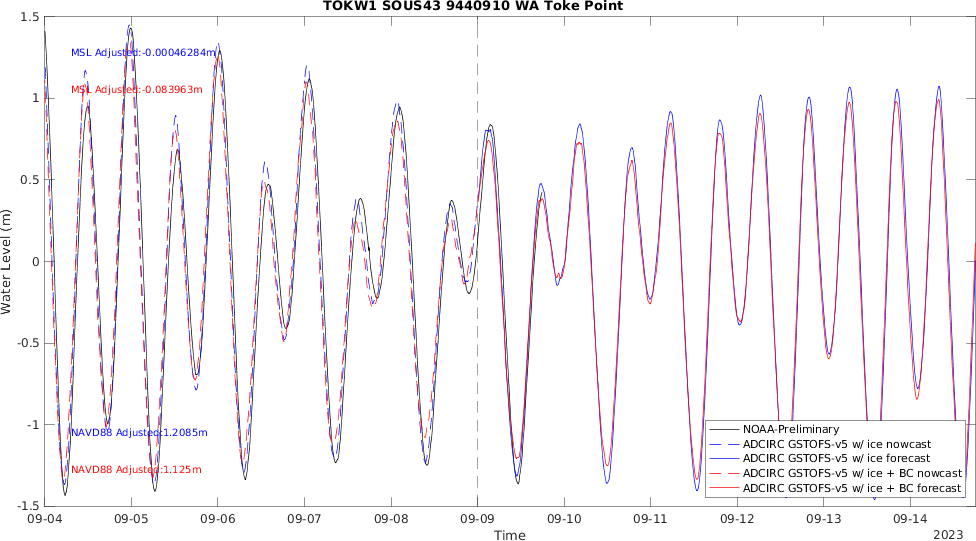 TOKW1 SOUS43 9440910 WA Toke Point
1.5
1
0.5
0
-0.5
-1
-1.5
Water Level (m)
MSL Adjusted:-0.00046284m
MSL Adjusted:-0.083963m
NAVD88 Adjusted:1.2085m
NAVD88 Adjusted:1.125m
NOAA-Preliminary
ADCIRC GSTOFS-v5 w/ ice nowcast
ADCIRC GSTOFS-v5 w/ ice forecast
ADCIRC GSTOFS-v5 w/ ice + BC nowcast
ADCIRC GSTOFS-v5 w/ ice + BC forecast
09-04 09-05 09-06 09-07 09-08 09-09 09-10 09-11 09-12 09-13 09-14
Time
2023